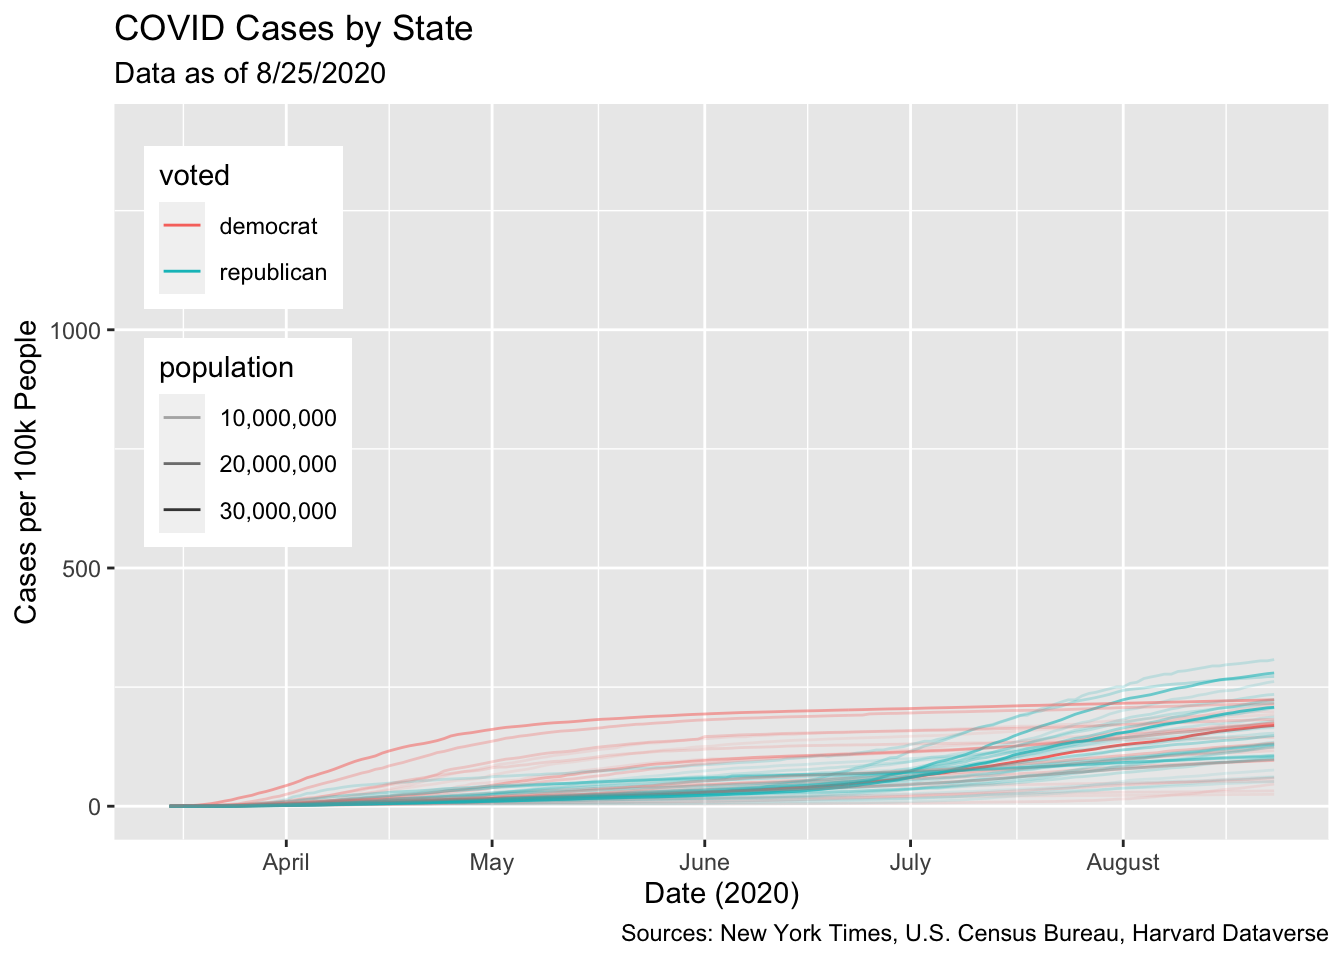 COVID Cases by State
Data as of 8/25/2020
voted
democrat
republican
population
10,000,000
20,000,000
30,000,000
Cases per 100k People
1000
500
0
April May June July August
Date (2020)
Sources: New York Times, U.S. Census Bureau, Harvard Dataverse